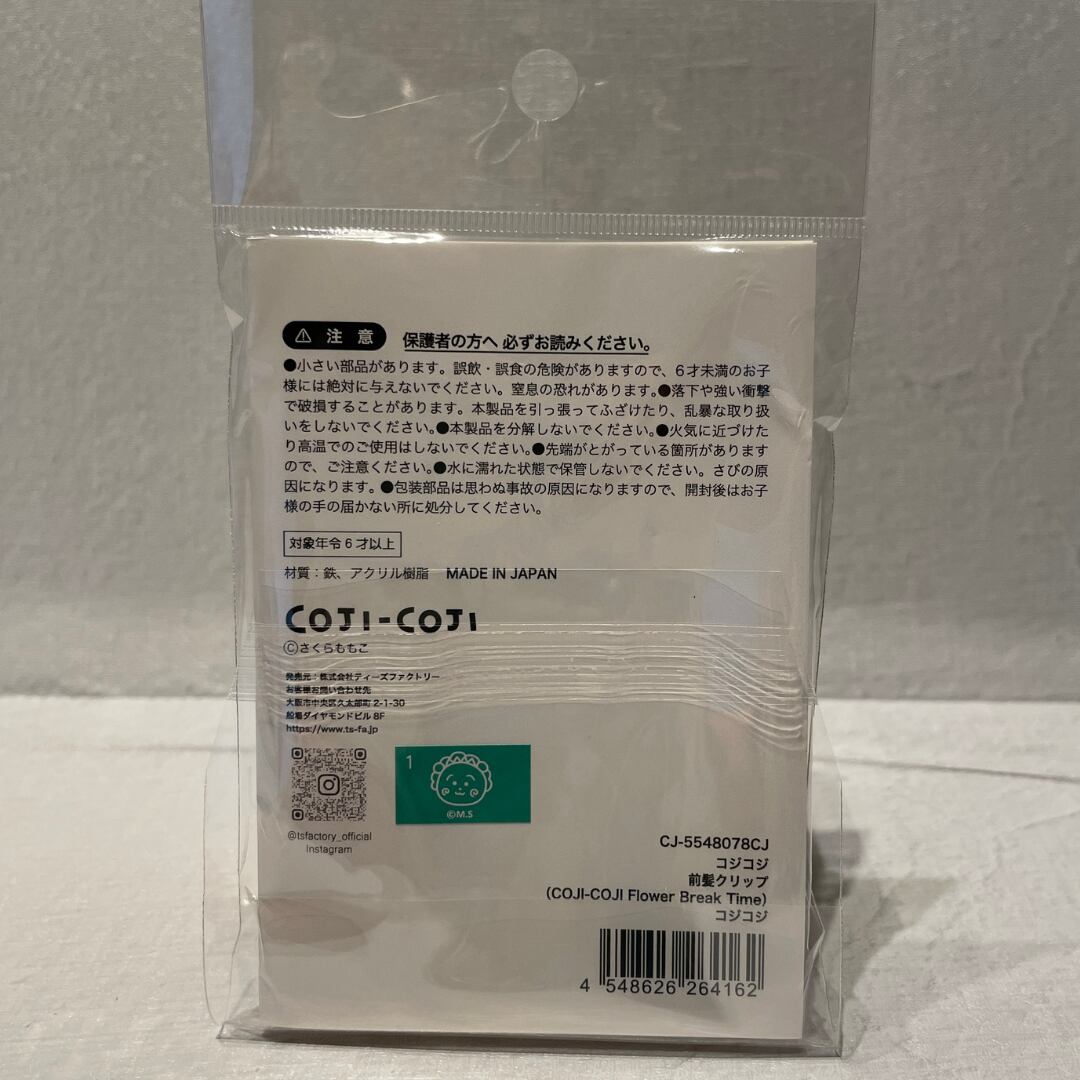 ⚠ 注意 保護者の方へ 必ずお読みください。
●小さい部品があります。誤飲・誤食の危険がありますので、6才未満のお子
様には絶対に与えないでください。窒息の恐れがあります。●落下や強い衝撃
で破損することがあります。本製品を引っ張ってふざけたり、乱暴な取り扱
いをしないでください。●本製品を分解しないでください。●火気に近づけた
り高温でのご使用はしないでください。●先端がとがっている箇所があります
ので、ご注意ください。●水に濡れた状態で保管しないでください。さびの原
因になります。●包装部品は思わぬ事故の原因になりますので、開封後はお子
様の手の届かない所に処分してください。
対象年令6才以上
材質：鉄、アクリル樹脂 MADE IN JAPAN
COJI-COJI
©さくらももこ
発売元：株式会社ティーズファクトリー
お客様お問い合わせ先
大阪市中央区久太郎町 2-1-30
船場ダイヤモンドビル 8F
https://www.ts-fa.jp
1
©M.S
@tsfactory_official
Instagram
CJ-5548078CJ
コジコジ
前髪クリップ
(COJI-COJI Flower Break Time)
コジコジ
4 548626 264162